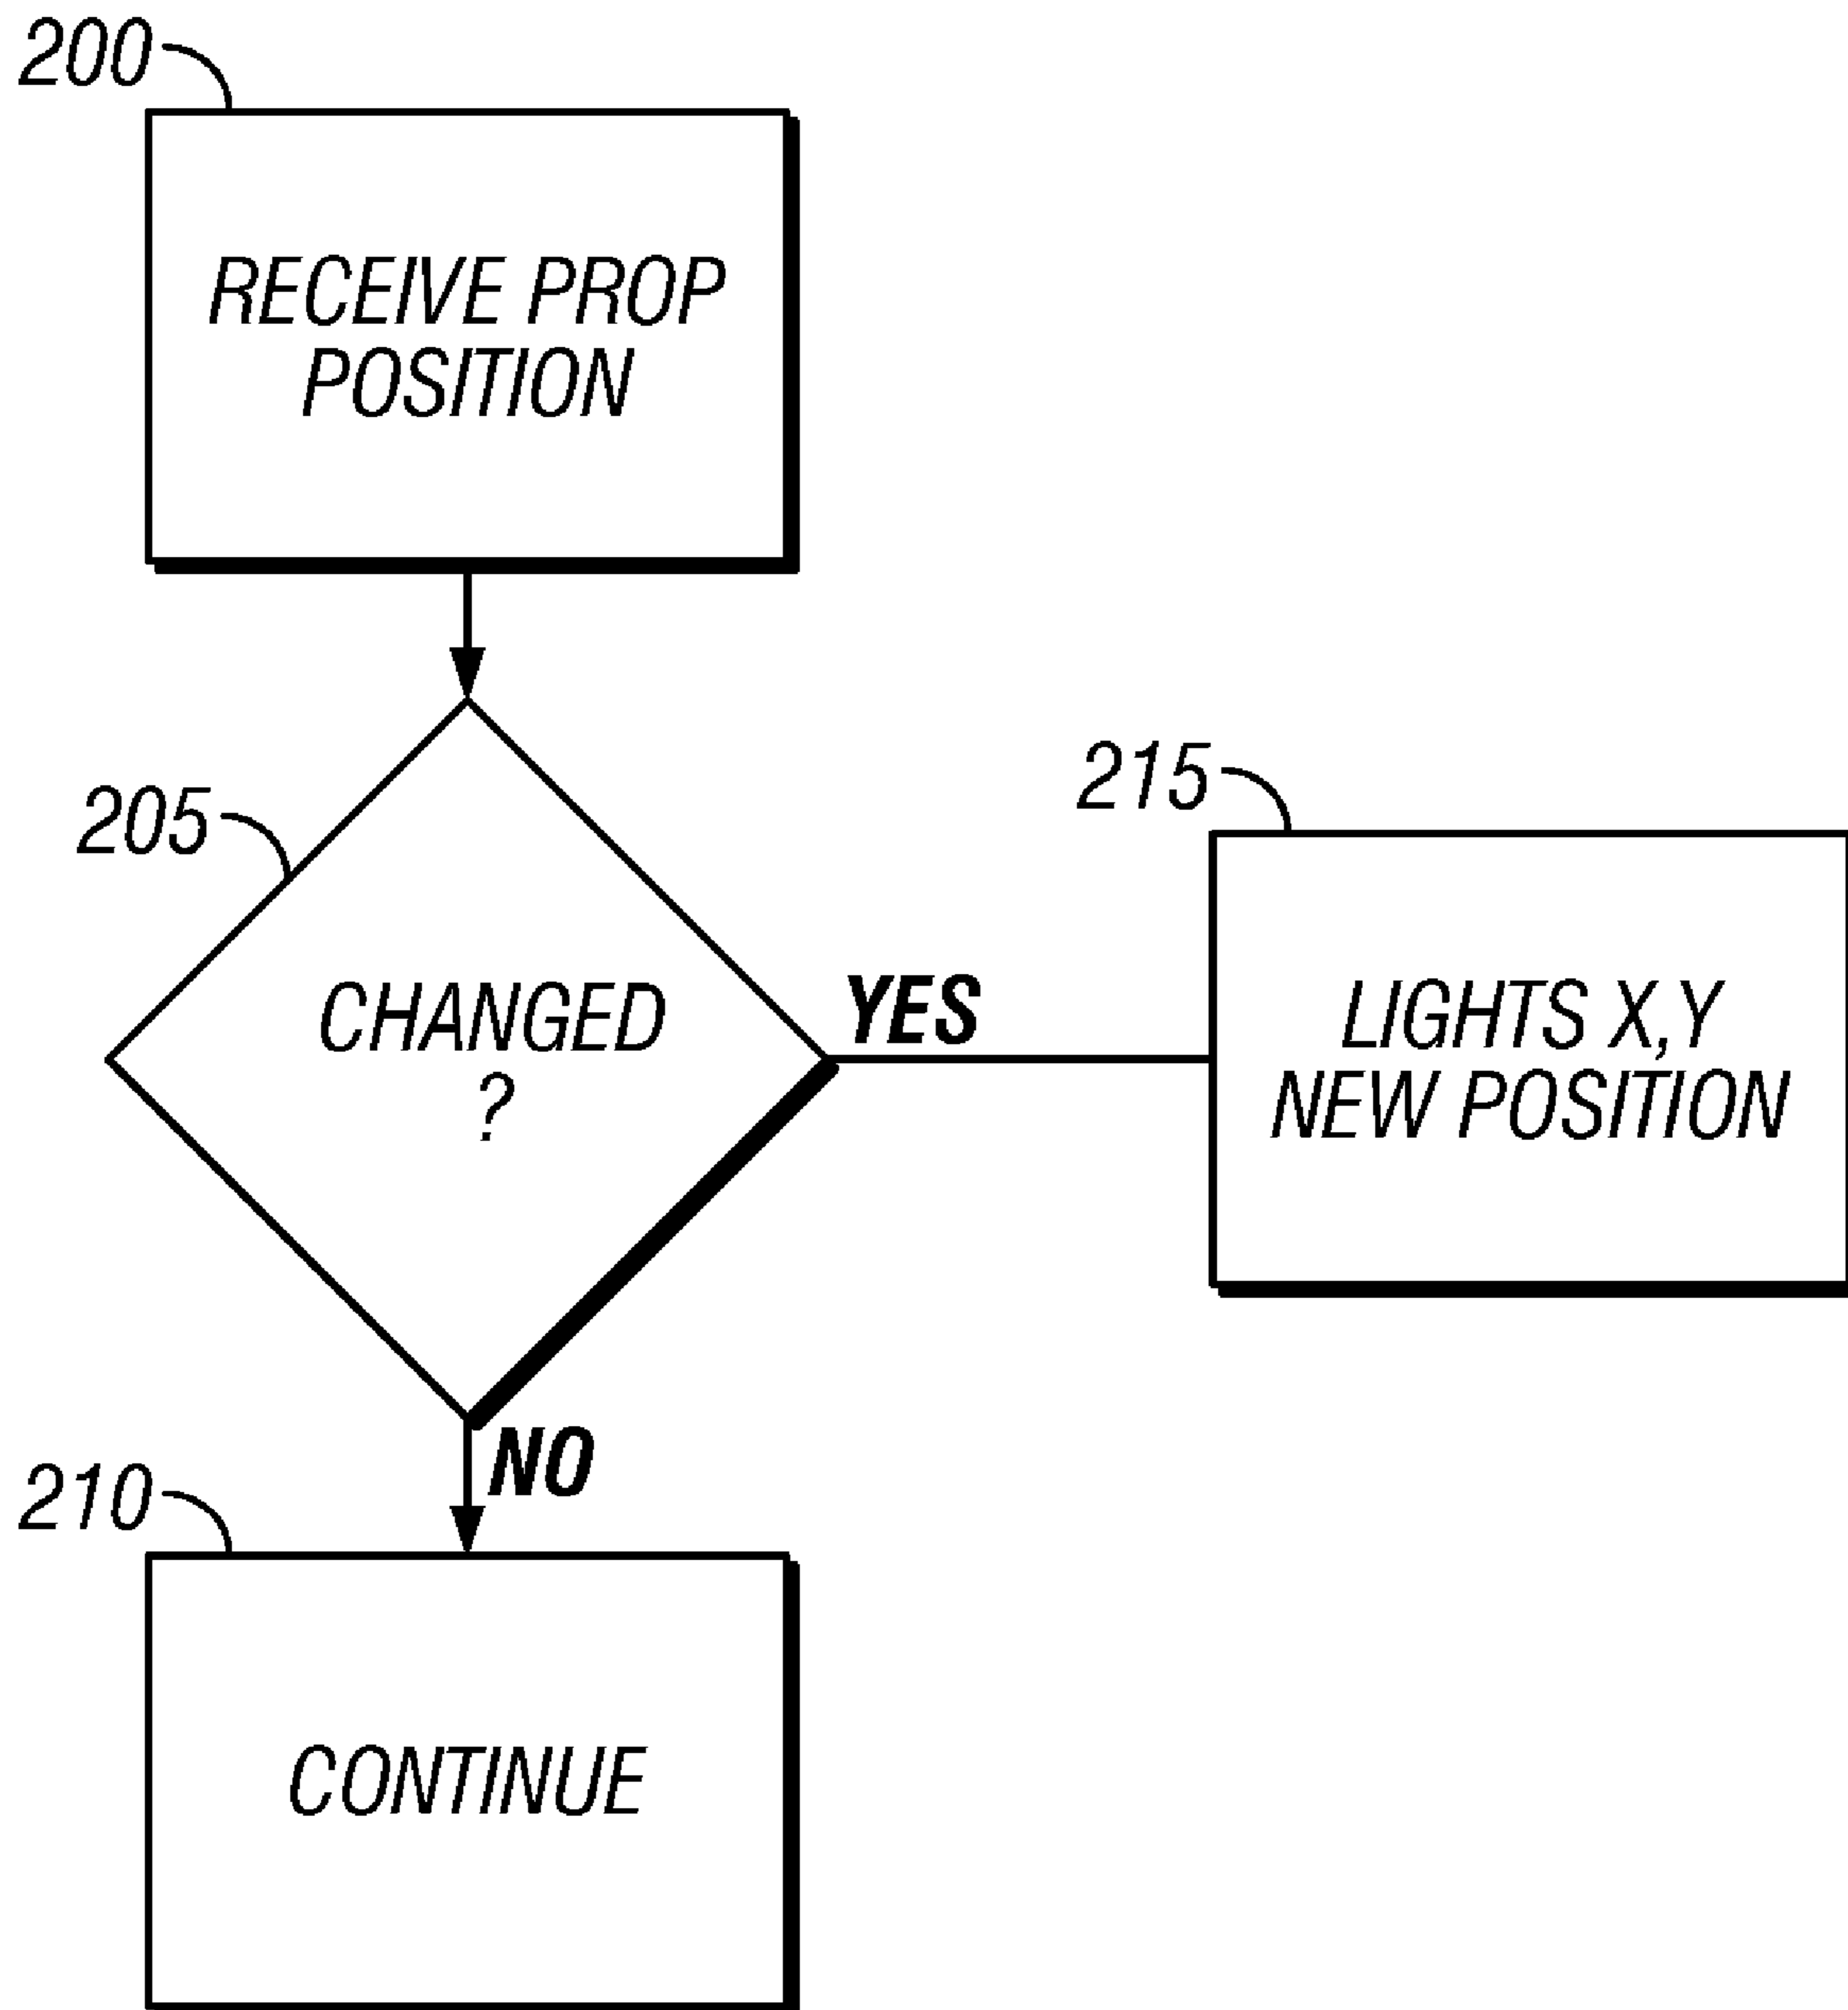 200
RECEIVE PROP
POSITION
205
CHANGED
?
YES
215
LIGHTS X, Y
NEW POSITION
NO
210
CONTINUE